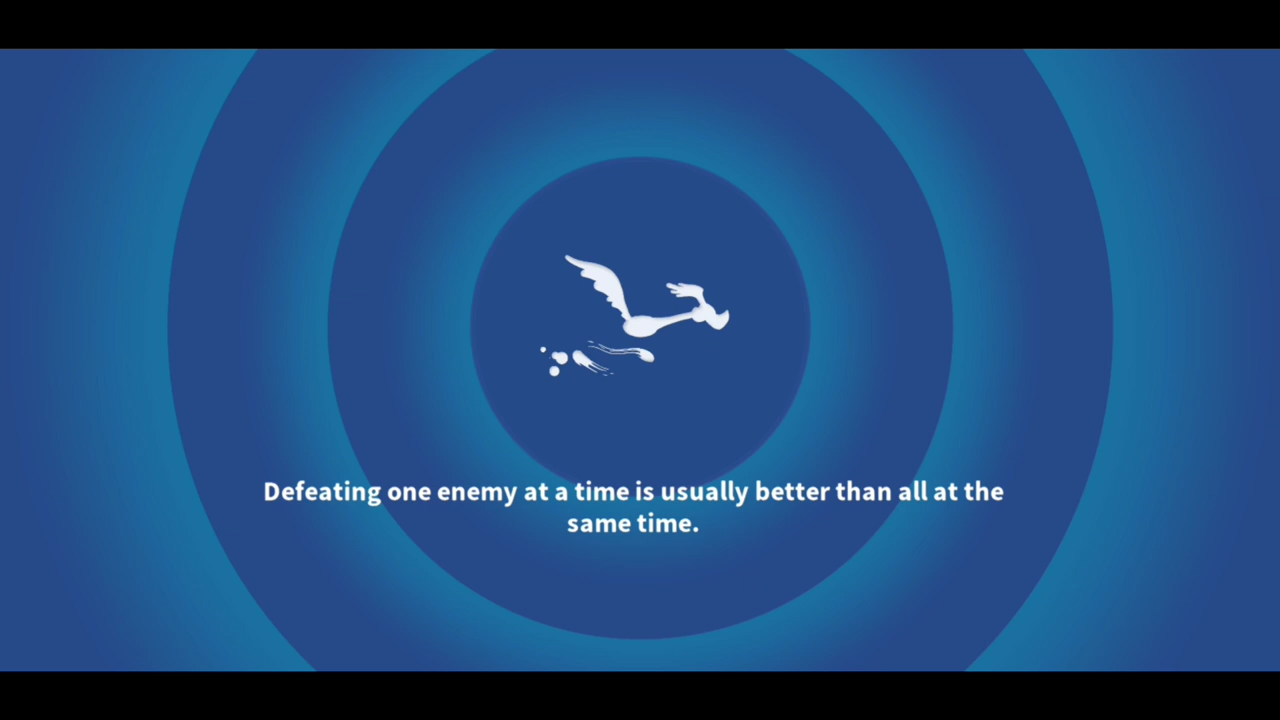 Defeating one enemy at a time is usually better than all at the
same time.